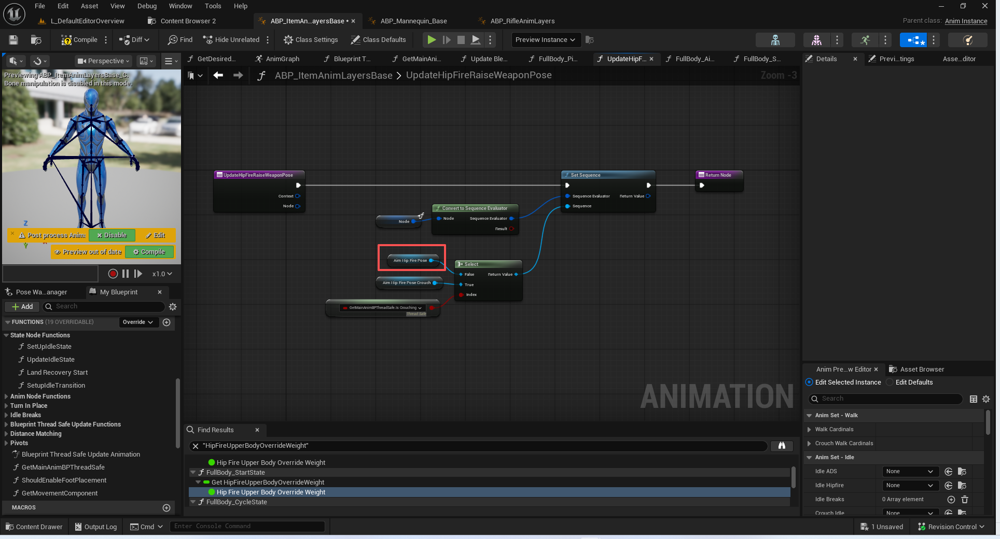 File Edit Asset View Debug Window Tools Help
L_DefaultEditorOverview Content Browser 2 ABP_ItemAn...ayersBase * ABP_Mannequin_Base ABP_RifleAnimLayers Parent class: Anim Instance
Compile Diff Find Hide Unrelated Class Settings Class Defaults Preview Instance
Perspective GetDesired... AnimGraph Blueprint T... GetMainAni... Update Ble... FullBody_Pi... UpdateHipF... FullBody_Ai... FullBody_S... Details Previ...tings Asse...ditor
Previewing ABP_ItemAnimLayersBase_C.
Bone manipulation is disabled in this mode.
ABP_ItemAnimLayersBase > UpdateHipFireRaiseWeaponPose Zoom -3
UpdateHipFireRaiseWeaponPose
Context
Node
Set Sequence
Sequence Evaluator Return Value
Sequence
Return Node
Node
Convert to Sequence Evaluator
Node Sequence Evaluator
Result
Aim Hip Fire Pose
Aim Hip Fire Pose Crouch
Select
False Return Value
True
Index
GetMainAnimBPThreadSafe.Is Crouching
Thread Safe
ANIMATION
Z
Y
Post process Anima Disable Edit
Preview out of date Compile
x1.0
Pose Wa...anager My Blueprint
Add Search
FUNCTIONS (19 OVERRIDABLE) Override
State Node Functions
SetUpIdleState
UpdateIdleState
Land Recovery Start
SetupIdleTransition
Anim Node Functions
Turn In Place
Idle Breaks
Blueprint Thread Safe Update Functions
Distance Matching
Pivots
Blueprint Thread Safe Update Animation
GetMainAnimBPThreadSafe
ShouldEnableFootPlacement
GetMovementComponent
MACROS
Find Results
"HipFireUpperBodyOverrideWeight"
Hip Fire Upper Body Override Weight
FullBody_StartState
Get HipFireUpperBodyOverrideWeight
Hip Fire Upper Body Override Weight
FullBody_CycleState
Anim Pre...w Editor Asset Browser
Edit Selected Instance Edit Defaults
Search
Anim Set - Walk
Walk Cardinals
Crouch Walk Cardinals
Anim Set - Idle
Idle ADS None
Idle Hipfire None
Idle Breaks 0 Array element
Crouch Idle None
Content Drawer Output Log Cmd Enter Console Command 1 Unsaved Revision Control